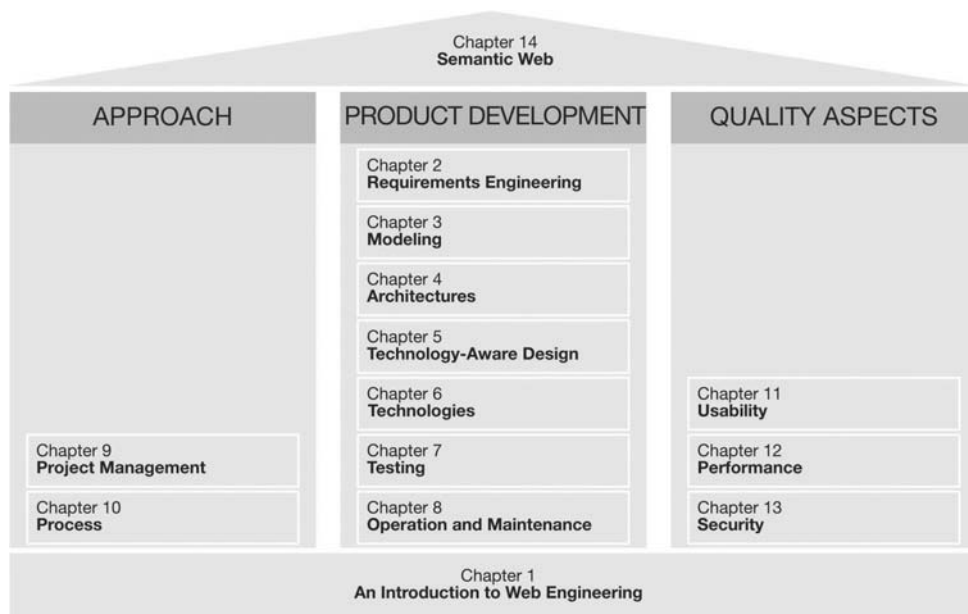 Chapter 14
Semantic Web
APPROACH
Chapter 9
Project Management
Chapter 10
Process
PRODUCT DEVELOPMENT
Chapter 2
Requirements Engineering
Chapter 3
Modeling
Chapter 4
Architectures
Chapter 5
Technology-Aware Design
Chapter 6
Technologies
Chapter 7
Testing
Chapter 8
Operation and Maintenance
QUALITY ASPECTS
Chapter 11
Usability
Chapter 12
Performance
Chapter 13
Security
Chapter 1
An Introduction to Web Engineering